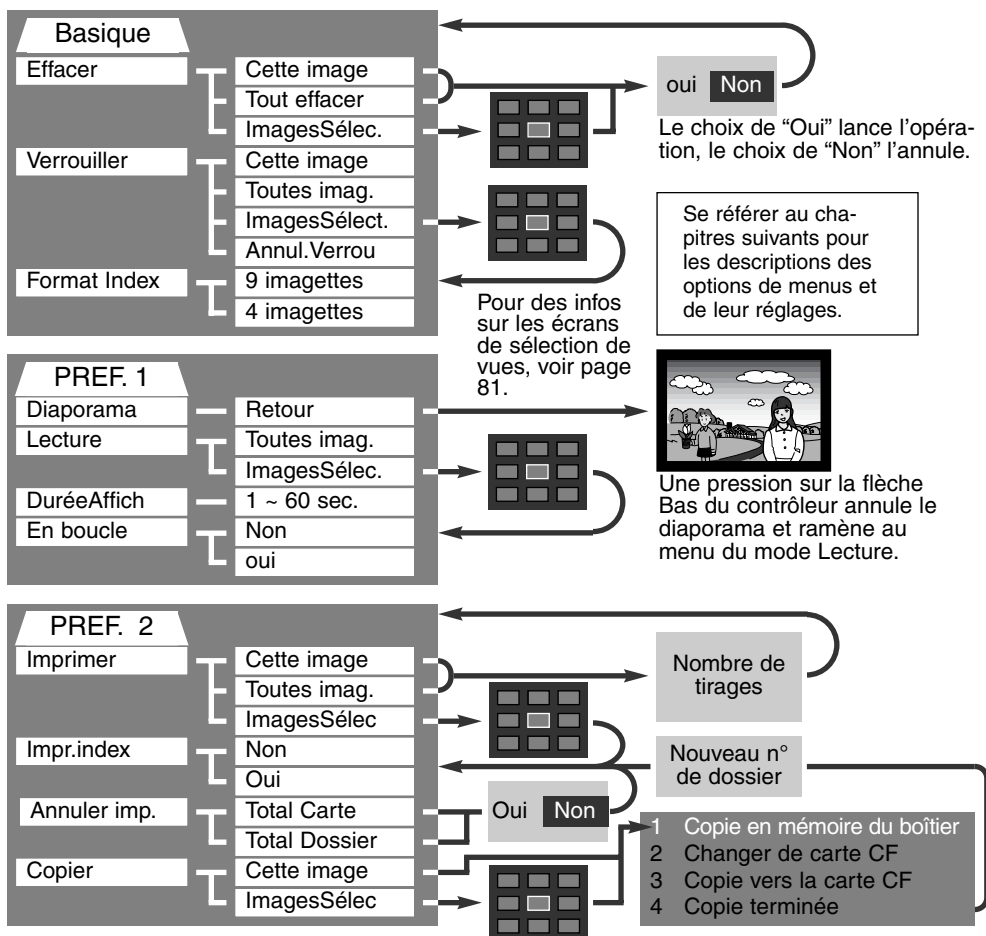 Basique
Effacer
Cette image
Tout effacer
ImagesSélec.
Verrouiller
Cette image
Toutes imag.
ImagesSélect.
Annul.Verrou
Format Index
9 imagettes
4 imagettes
oui Non
Le choix de “Oui” lance l’opéra-
tion, le choix de “Non” l’annule.
Se référer au cha-
pitres suivants pour
les descriptions des
options de menus et
de leur réglages.
Pour des infos
sur les écrans
de sélection de
vues, voir page
81.
PREF. 1
Diaporama
Retour
Lecture
Toutes imag.
ImagesSélec.
DuréeAffich
1 ~ 60 sec.
En boucle
Non
oui
Une pression sur la flèche
Bas du contrôleur annule le
diaporama et ramène au
menu du mode Lecture.
PREF. 2
Imprimer
Cette image
Toutes imag.
ImagesSélec
Impr.index
Non
Oui
Annuler imp.
Total Carte
Total Dossier
Copier
Cette image
ImagesSélec
Nombre de
tirages
Nouveau n°
de dossier
Oui Non
1 Copie en mémoire du boîtier
2 Changer de carte CF
3 Copie vers la carte CF
4 Copie terminée